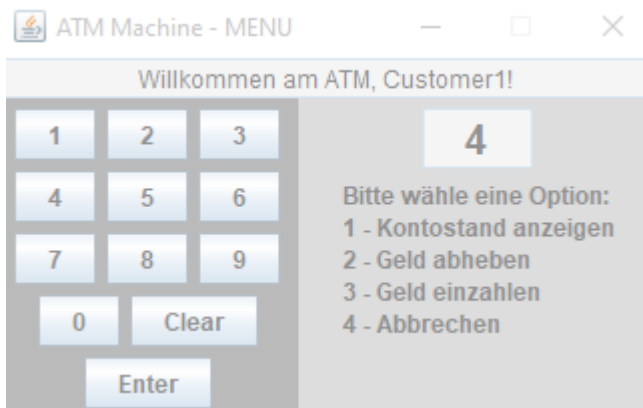 ATM Machine - MENU
Willkommen am ATM, Customer1!
1 2 3
4 5 6
7 8 9
0 Clear
Enter
4
Bitte wähle eine Option:
1 - Kontostand anzeigen
2 - Geld abheben
3 - Geld einzahlen
4 - Abbrechen